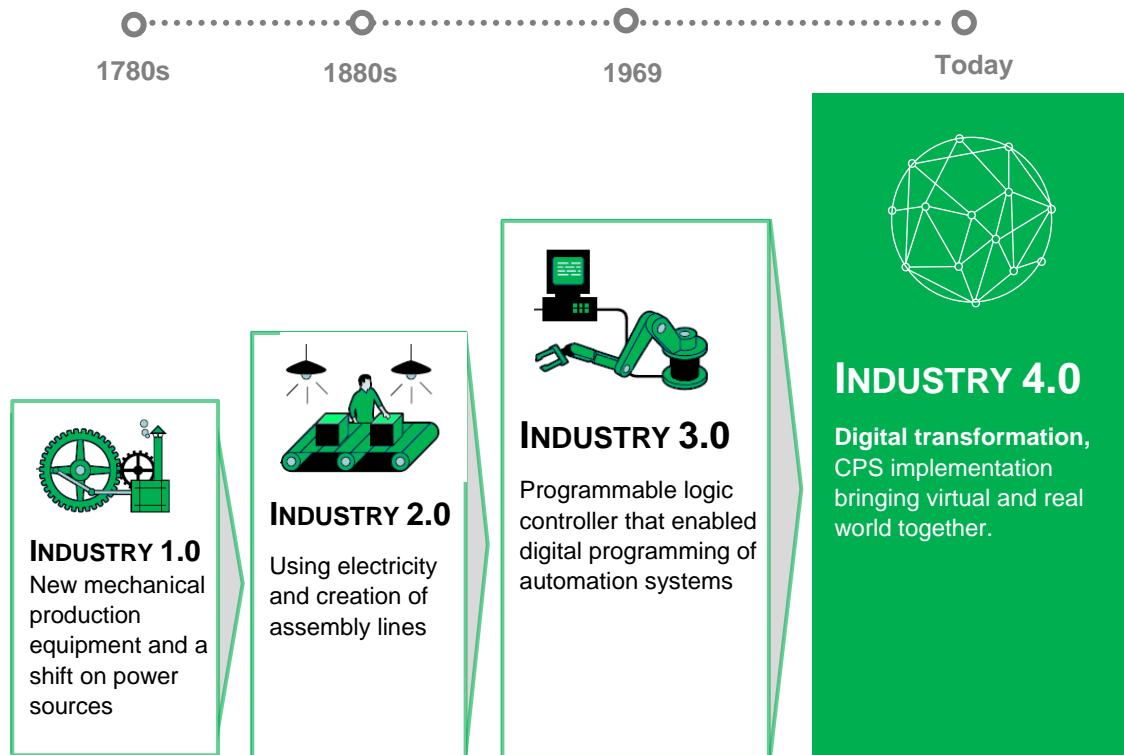 1780s
1880s
1969
Today
INDUSTRY 1.0
New mechanical
production
equipment and a
shift on power
sources
INDUSTRY 2.0
Using electricity
and creation of
assembly lines
INDUSTRY 3.0
Programmable logic
controller that enabled
digital programming of
automation systems
INDUSTRY 4.0
Digital transformation,
CPS implementation
bringing virtual and real
world together.